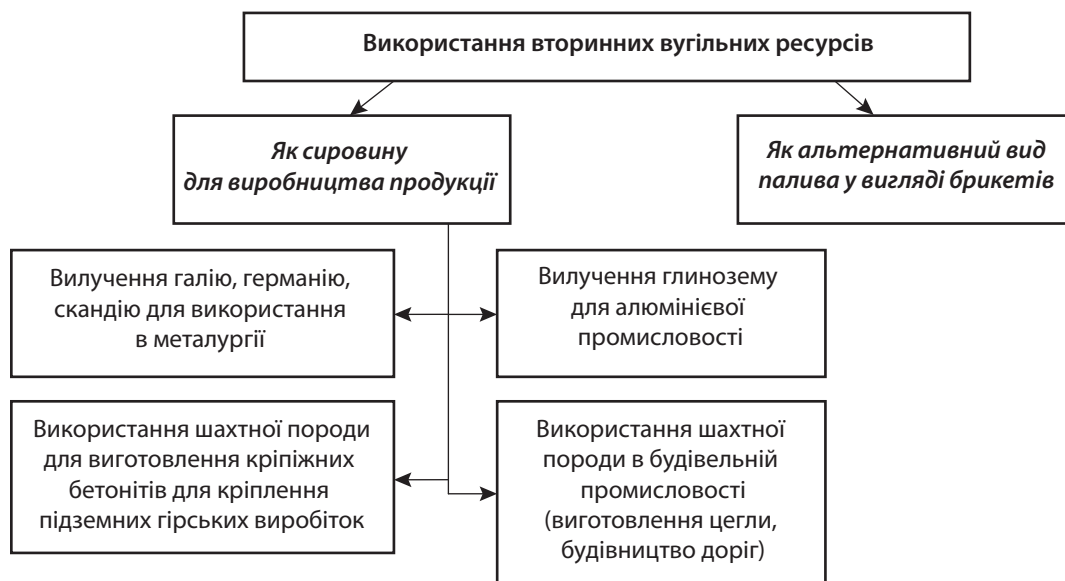 Використання вторинних вугільних ресурсів
Як сировину
для виробництва продукції
Як альтернативний вид
палива у вигляді брикетів
Вилучення галію, германію,
скандію для використання
в металургії
Вилучення глинозему
для алюмінієвої
промисловості
Використання шахтної породи
для виготовлення кріпіжних
бетонітів для кріплення
підземних гірських виробіток
Використання шахтної
породи в будівельній
промисловості
(виготовлення цегли,
будівництво доріг)